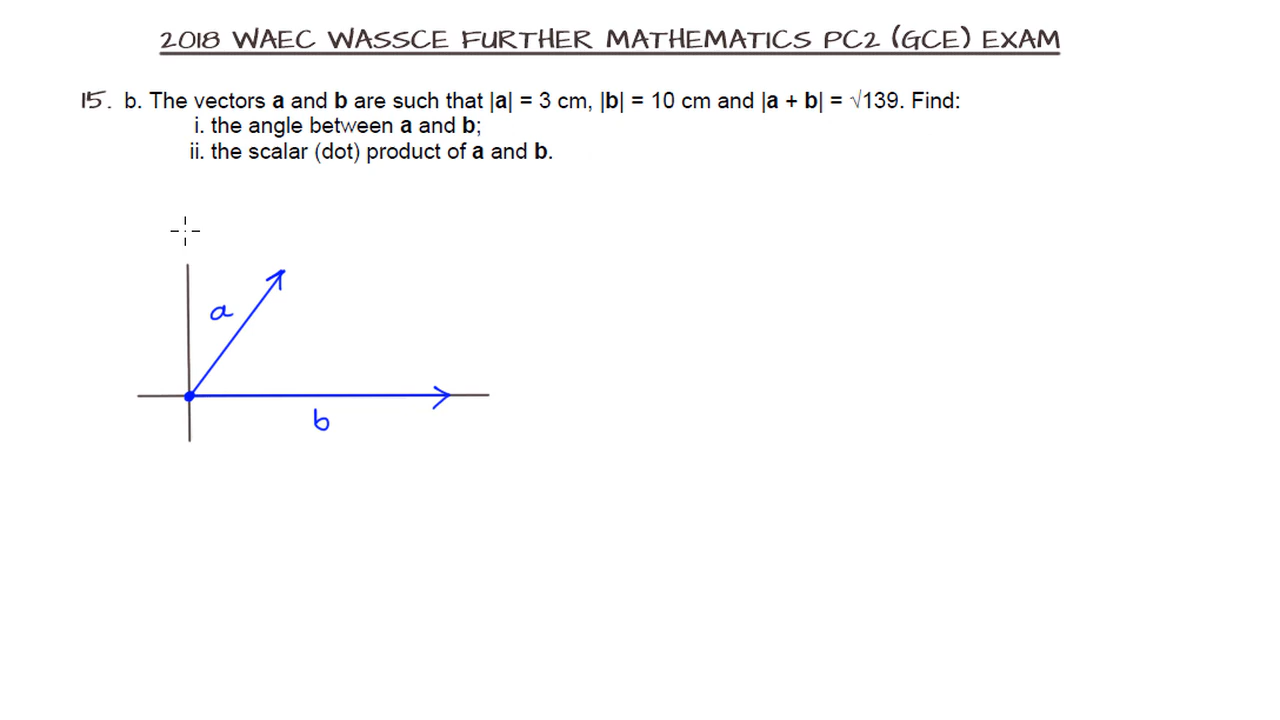 2018 WAEC WASSCE FURTHER MATHEMATICS PC2 (GCE) EXAM
15. b. The vectors a and b are such that |a| = 3 cm, |b| = 10 cm and |a + b| = √139. Find:
i. the angle between a and b;
ii. the scalar (dot) product of a and b.
a
b